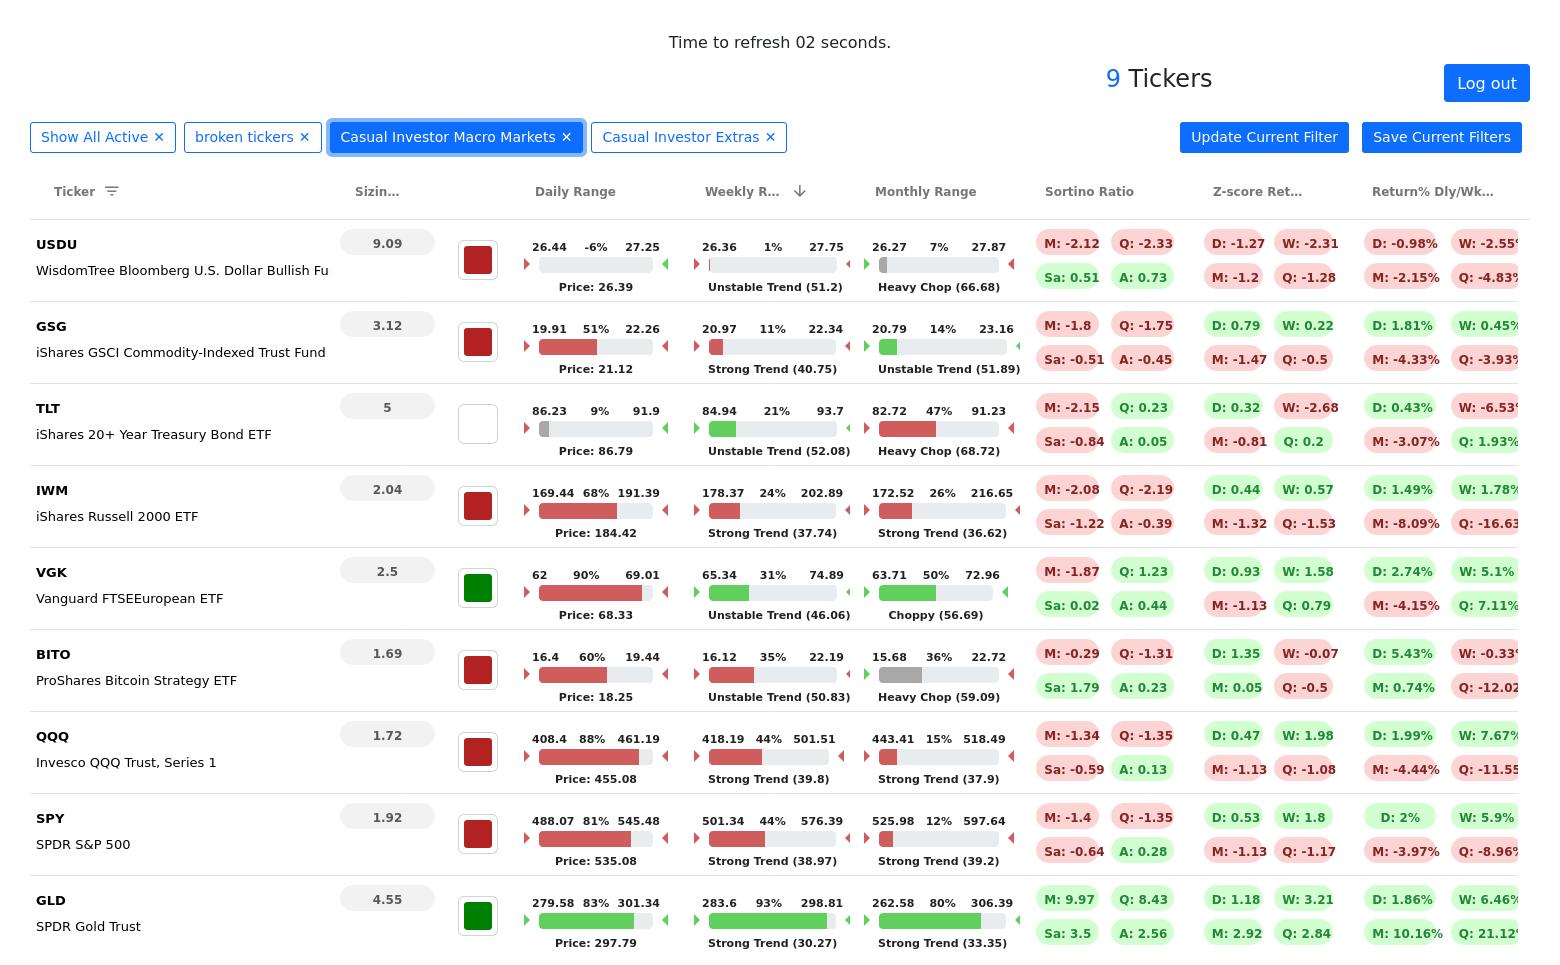 Time to refresh 02 seconds.
9 Tickers
Log out
Show All Active ✕ broken tickers ✕ Casual Investor Macro Markets ✕ Casual Investor Extras ✕ Update Current Filter Save Current Filters
Ticker Sizin... Daily Range Weekly R... Monthly Range Sortino Ratio Z-score Ret... Return% Dly/Wk...
USDU 9.09 26.44 -6% 27.25 26.36 1% 27.75 26.27 7% 27.87 M: -2.12 Q: -2.33 D: -1.27 W: -2.31 D: -0.98% W: -2.55%
WisdomTree Bloomberg U.S. Dollar Bullish Fu Sa: 0.51 A: 0.73 M: -1.2 Q: -1.28 M: -2.15% Q: -4.83%
Price: 26.39 Unstable Trend (51.2) Heavy Chop (66.68)
GSG 3.12 19.91 51% 22.26 20.97 11% 22.34 20.79 14% 23.16 M: -1.8 Q: -1.75 D: 0.79 W: 0.22 D: 1.81% W: 0.45%
iShares GSCI Commodity-Indexed Trust Fund Sa: -0.51 A: -0.45 M: -1.47 Q: -0.5 M: -4.33% Q: -3.93%
Price: 21.12 Strong Trend (40.75) Unstable Trend (51.89)
TLT 5 86.23 9% 91.9 84.94 21% 93.7 82.72 47% 91.23 M: -2.15 Q: 0.23 D: 0.32 W: -2.68 D: 0.43% W: -6.53%
iShares 20+ Year Treasury Bond ETF Sa: -0.84 A: 0.05 M: -0.81 Q: 0.2 M: -3.07% Q: 1.93%
Price: 86.79 Unstable Trend (52.08) Heavy Chop (68.72)
IWM 2.04 169.44 68% 191.39 178.37 24% 202.89 172.52 26% 216.65 M: -2.08 Q: -2.19 D: 0.44 W: 0.57 D: 1.49% W: 1.78%
iShares Russell 2000 ETF Sa: -1.22 A: -0.39 M: -1.32 Q: -1.53 M: -8.09% Q: -16.63
Price: 184.42 Strong Trend (37.74) Strong Trend (36.62)
VGK 2.5 62 90% 69.01 65.34 31% 74.89 63.71 50% 72.96 M: -1.87 Q: 1.23 D: 0.93 W: 1.58 D: 2.74% W: 5.1%
Vanguard FTSEEuropean ETF Sa: 0.02 A: 0.44 M: -1.13 Q: 0.79 M: -4.15% Q: 7.11%
Price: 68.33 Unstable Trend (46.06) Choppy (56.69)
BITO 1.69 16.4 60% 19.44 16.12 35% 22.19 15.68 36% 22.72 M: -0.29 Q: -1.31 D: 1.35 W: -0.07 D: 5.43% W: -0.33%
ProShares Bitcoin Strategy ETF Sa: 1.79 A: 0.23 M: 0.05 Q: -0.5 M: 0.74% Q: -12.02
Price: 18.25 Unstable Trend (50.83) Heavy Chop (59.09)
QQQ 1.72 408.4 88% 461.19 418.19 44% 501.51 443.41 15% 518.49 M: -1.34 Q: -1.35 D: 0.47 W: 1.98 D: 1.99% W: 7.67%
Invesco QQQ Trust, Series 1 Sa: -0.59 A: 0.13 M: -1.13 Q: -1.08 M: -4.44% Q: -11.55
Price: 455.08 Strong Trend (39.8) Strong Trend (37.9)
SPY 1.92 488.07 81% 545.48 501.34 44% 576.39 525.98 12% 597.64 M: -1.4 Q: -1.35 D: 0.53 W: 1.8 D: 2% W: 5.9%
SPDR S&P 500 Sa: -0.64 A: 0.28 M: -1.13 Q: -1.17 M: -3.97% Q: -8.96%
Price: 535.08 Strong Trend (38.97) Strong Trend (39.2)
GLD 4.55 279.58 83% 301.34 283.6 93% 298.81 262.58 80% 306.39 M: 9.97 Q: 8.43 D: 1.18 W: 3.21 D: 1.86% W: 6.46%
SPDR Gold Trust Sa: 3.5 A: 2.56 M: 2.92 Q: 2.84 M: 10.16% Q: 21.12%
Price: 297.79 Strong Trend (30.27) Strong Trend (33.35)